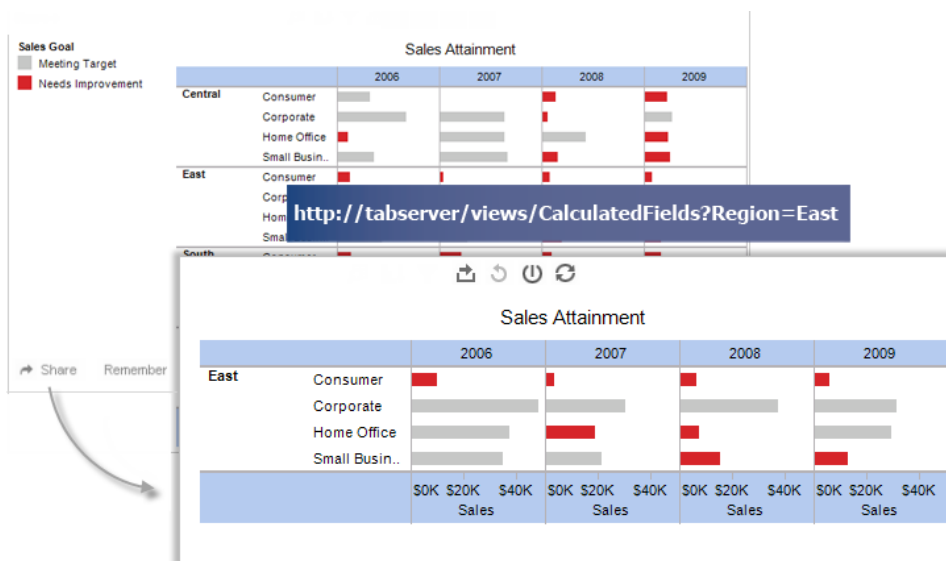 Sales Goal
Meeting Target
Needs Improvement
Sales Attainment
2006 2007 2008 2009
Central Consumer
Corporate
Home Office
Small Busin..
East Consumer
http://tabserver/views/CalculatedFields?Region=East
South
Share Remember
Sales Attainment
2006 2007 2008 2009
East Consumer
Corporate
Home Office
Small Busin..
$0K $20K $40K $0K $20K $40K $0K $20K $40K $0K $20K $40K
Sales Sales Sales Sales